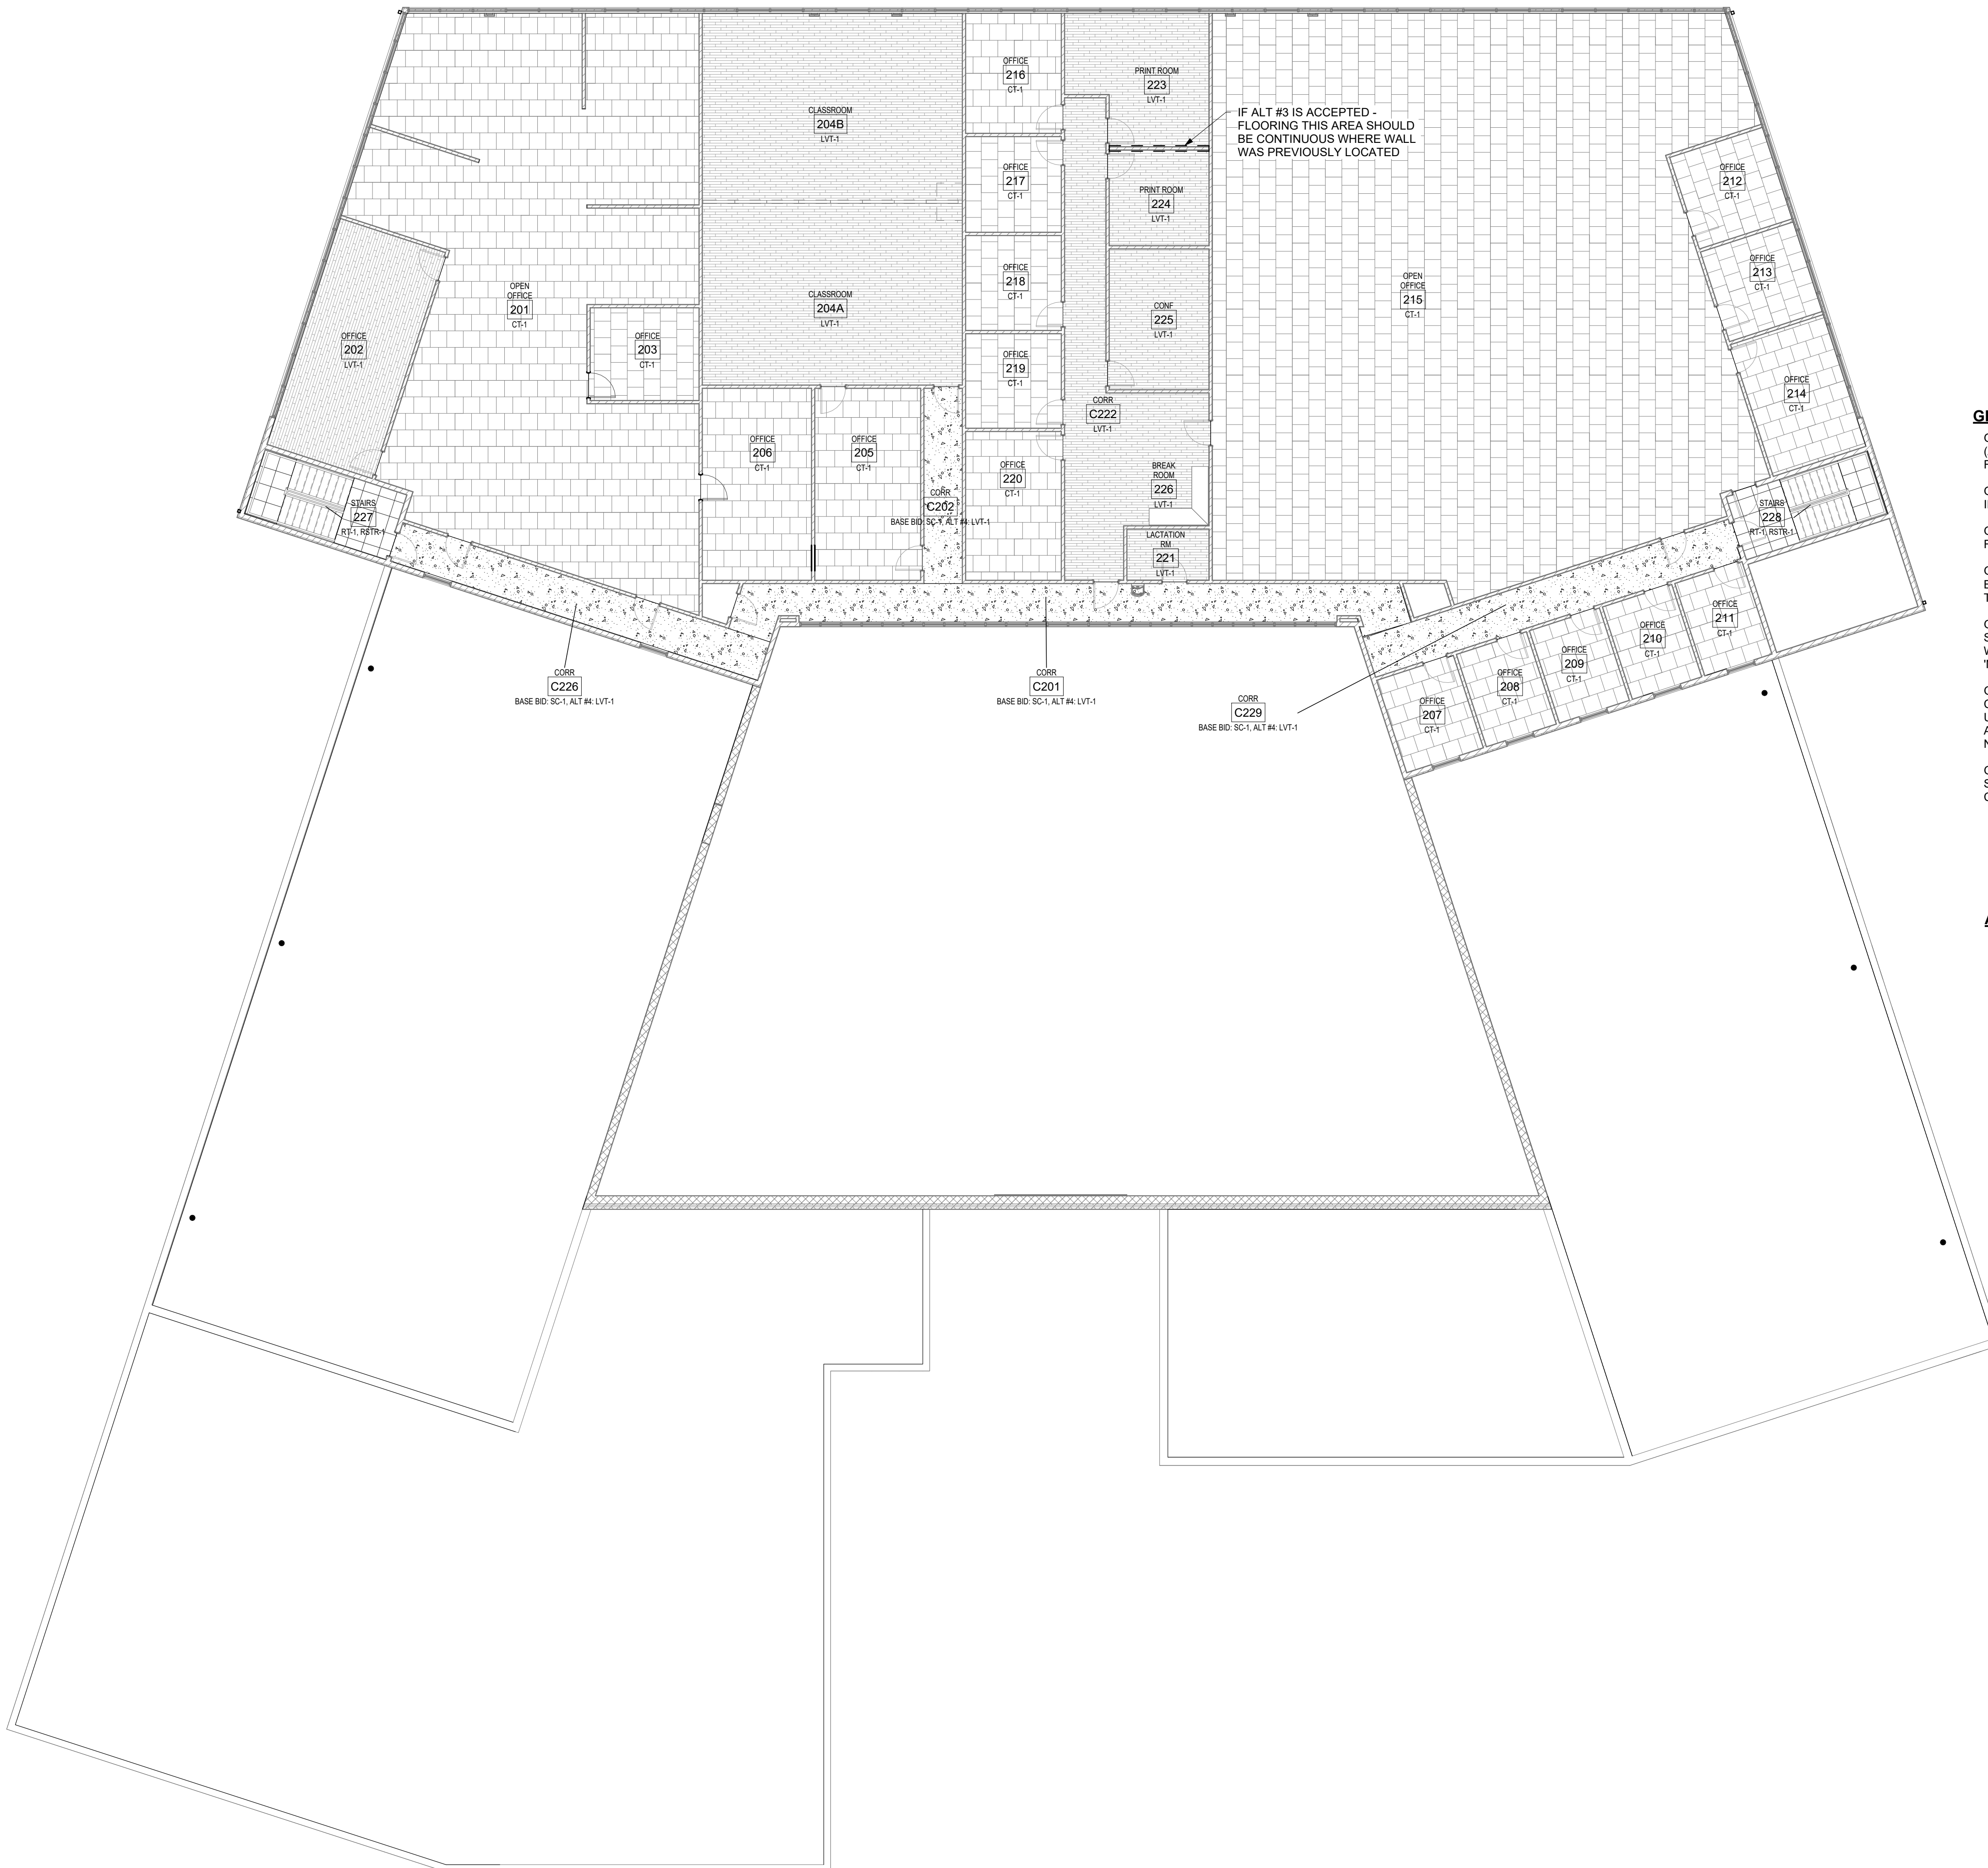 OFFICE
216
CT-1
PRINT ROOM
223
LVT-1
CLASSROOM
204B
LVT-1
IF ALT #3 IS ACCEPTED -
FLOORING THIS AREA SHOULD
BE CONTINUOUS WHERE WALL
WAS PREVIOUSLY LOCATED
OFFICE
217
CT-1
PRINT ROOM
224
LVT-1
OFFICE
212
CT-1
OFFICE
213
CT-1
OFFICE
218
CT-1
OPEN
OFFICE
201
CT-1
CLASSROOM
204A
LVT-1
CONF
225
LVT-1
OPEN
OFFICE
215
CT-1
OFFICE
202
LVT-1
OFFICE
203
CT-1
OFFICE
219
CT-1
OFFICE
214
CT-1
CORR
C222
LVT-1
OFFICE
206
CT-1
OFFICE
205
CT-1
OFFICE
220
CT-1
BREAK
ROOM
226
LVT-1
CORR
C202
BASE BID: SC-1, ALT #4: LVT-1
STAIRS
227
RT-1, RSTR-1
STAIRS
228
RT-1, RSTR-1
LACTATION
RM
221
LVT-1
OFFICE
211
CT-1
OFFICE
210
CT-1
OFFICE
209
CT-1
OFFICE
208
CT-1
OFFICE
207
CT-1
CORR
C226
BASE BID: SC-1, ALT #4: LVT-1
CORR
C201
BASE BID: SC-1, ALT #4: LVT-1
CORR
C229
BASE BID: SC-1, ALT #4: LVT-1